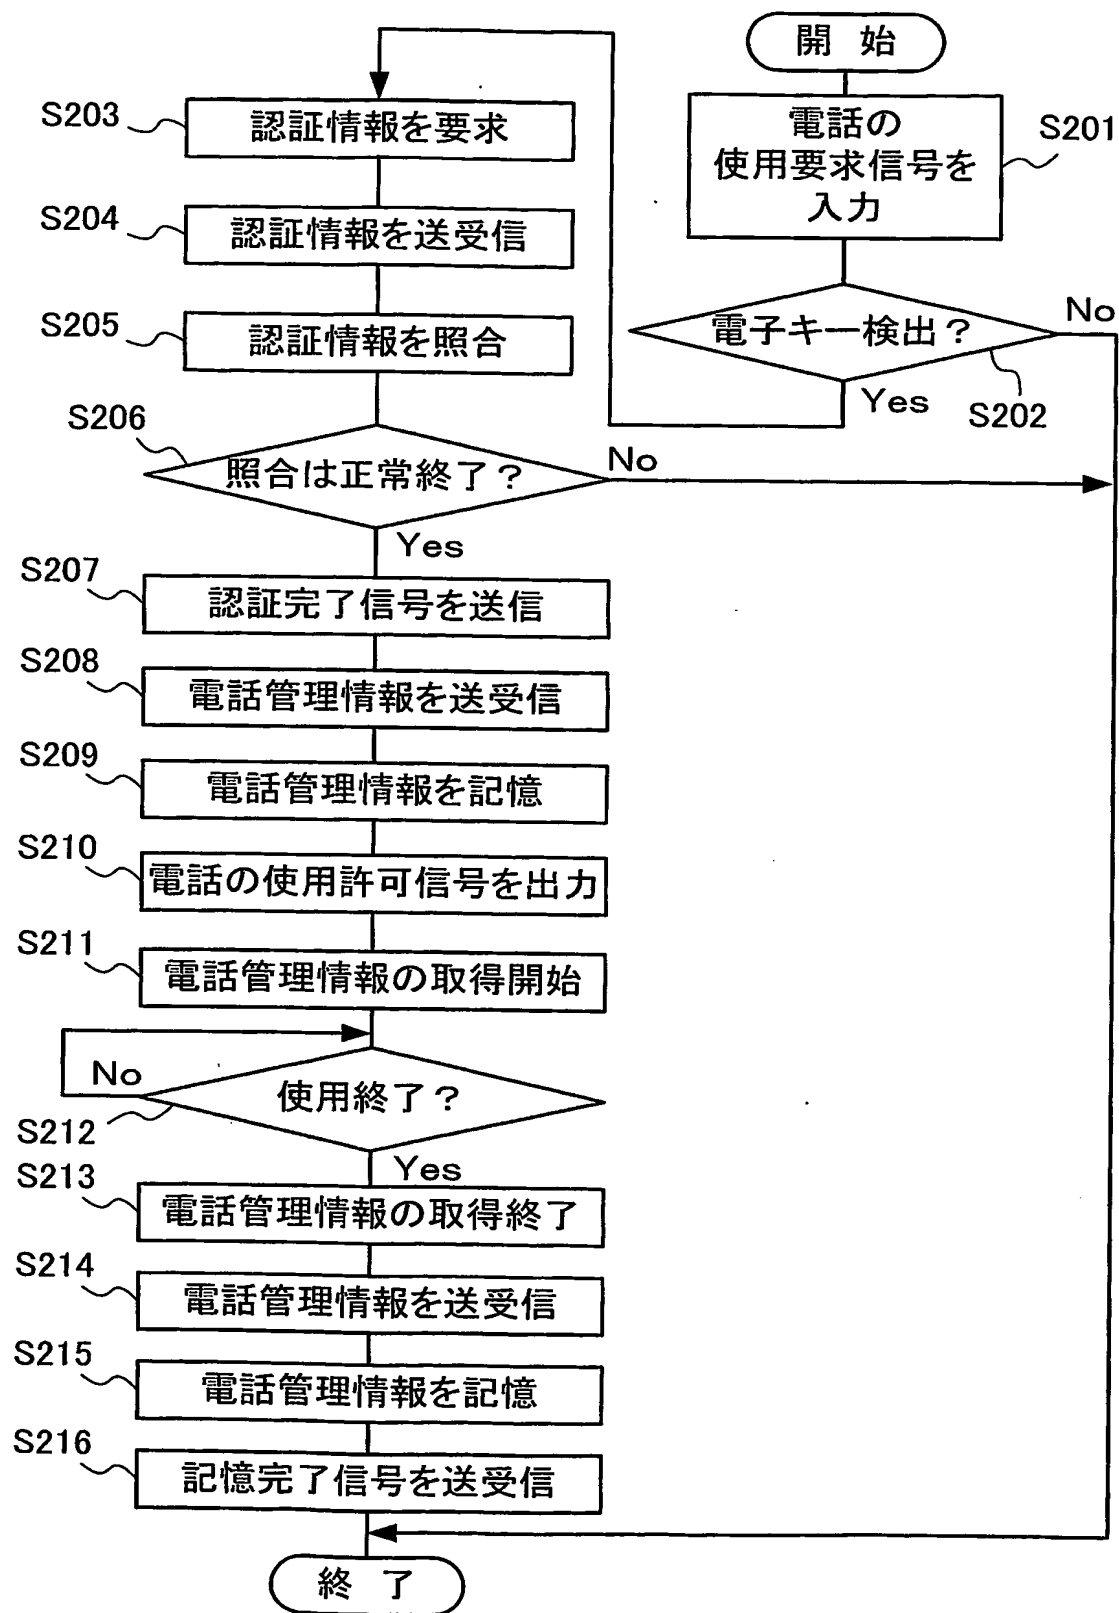 開 始
電話の
使用要求信号を
入力
S201
電子キー検出？
No
Yes
S202
S203
認証情報を要求
S204
認証情報を送受信
S205
認証情報を照合
S206
照合は正常終了？
No
Yes
S207
認証完了信号を送信
S208
電話管理情報を送受信
S209
電話管理情報を記憶
S210
電話の使用許可信号を出力
S211
電話管理情報の取得開始
No
使用終了？
S212
Yes
S213
電話管理情報の取得終了
S214
電話管理情報を送受信
S215
電話管理情報を記憶
S216
記憶完了信号を送受信
終 了